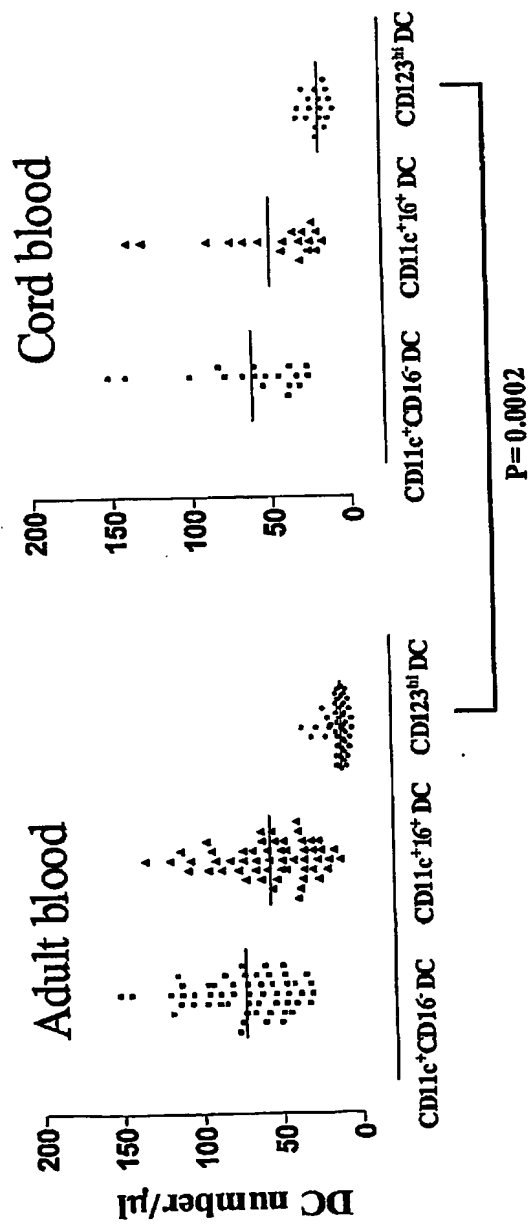 Adult blood
DC number/µl
200
150
100
50
0
CD11c⁺CD16⁻DC
CD11c⁺16⁺ DC
CD123ʰⁱ DC
Cord blood
200
150
100
50
0
CD11c⁺CD16⁻DC
CD11c⁺16⁺ DC
CD123ʰⁱ DC
P=0.0002